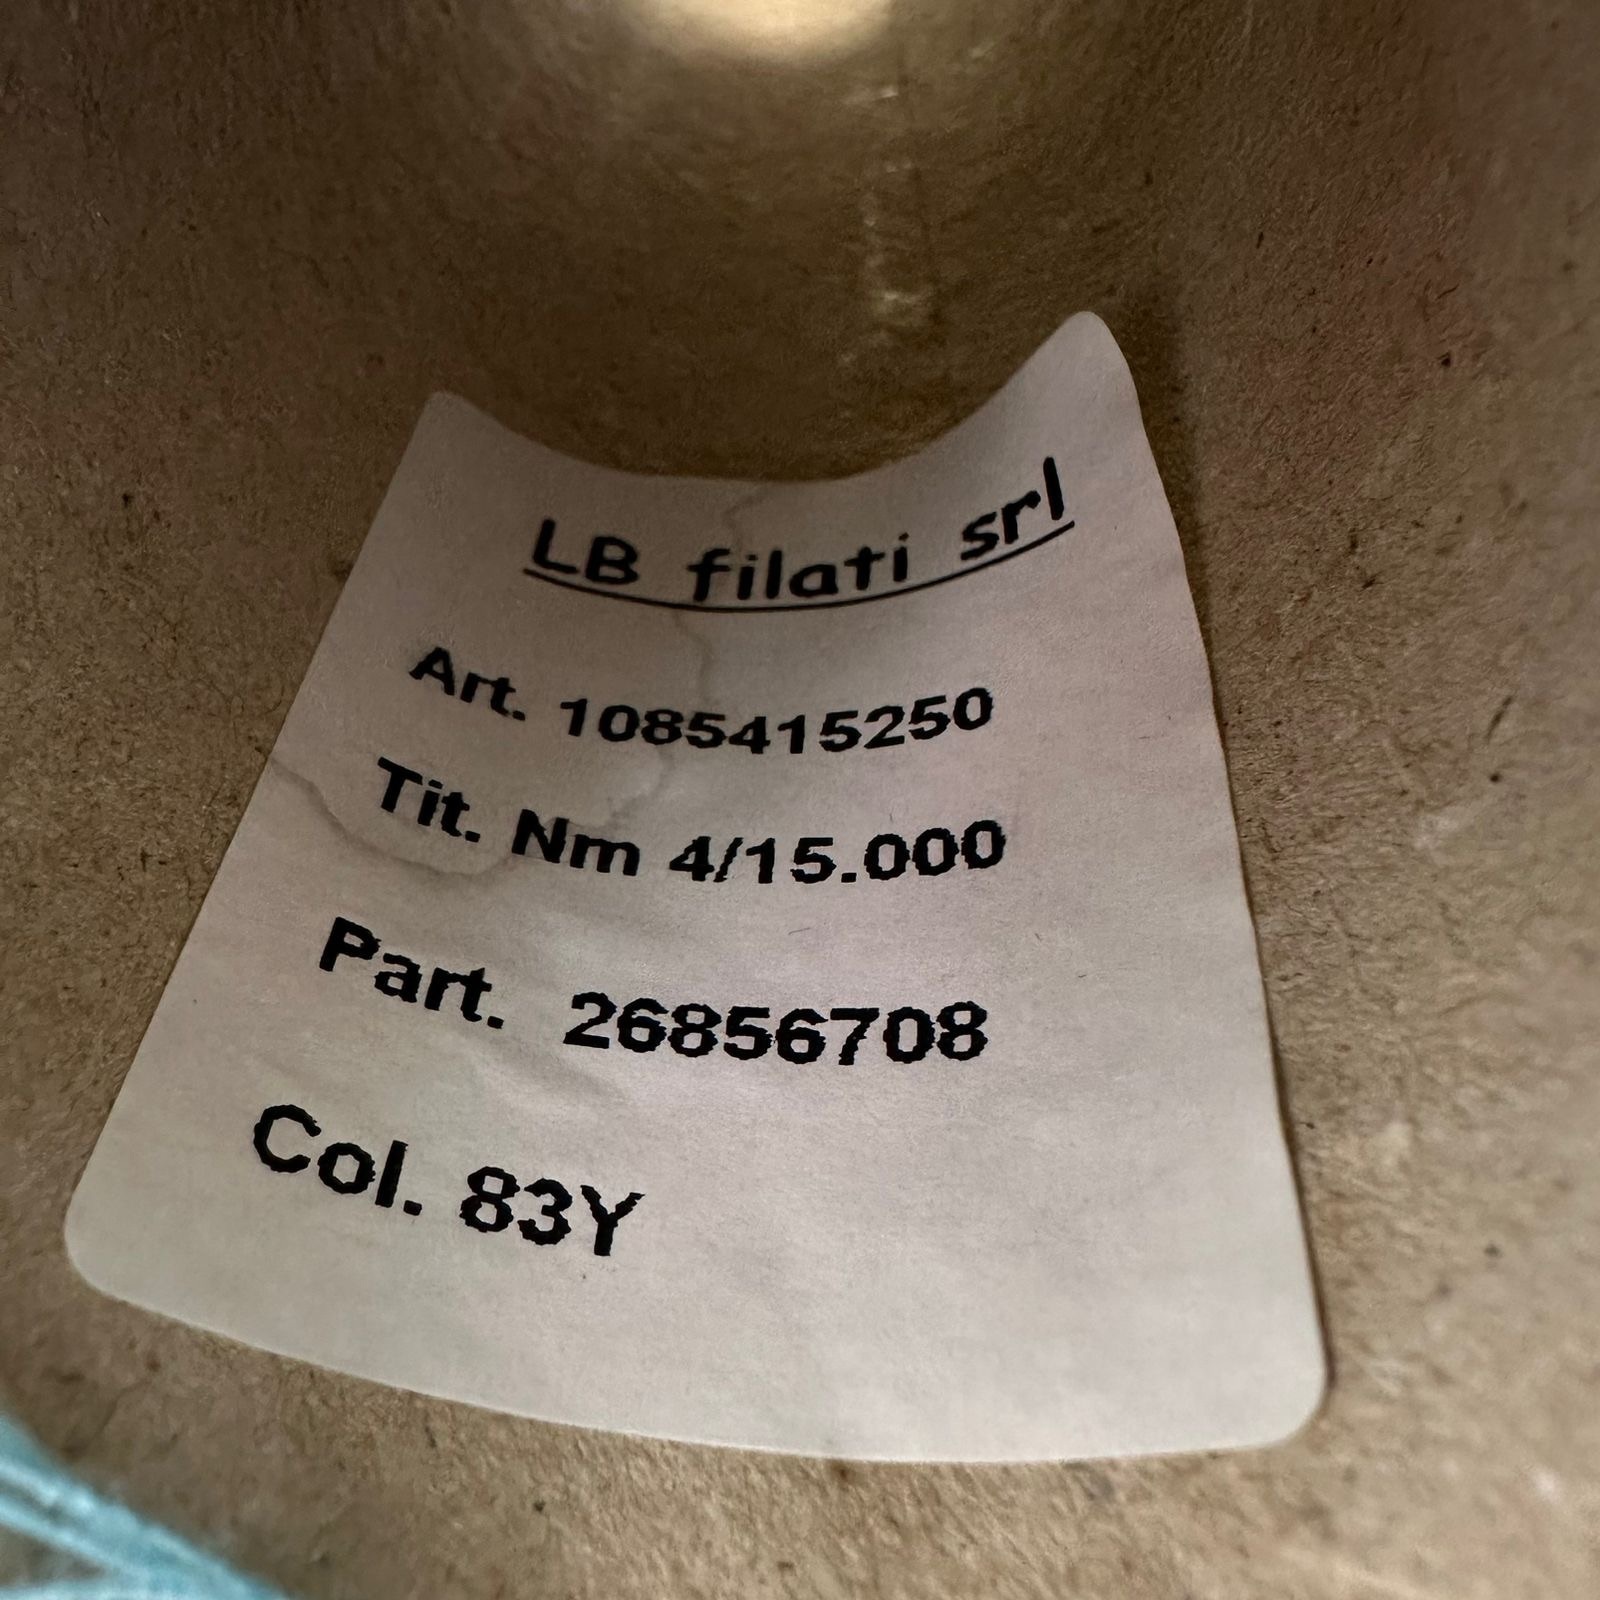 LB filati srl
Art. 1085415250
Tit. Nm 4/15.000
Part. 26856708
Col. 83Y